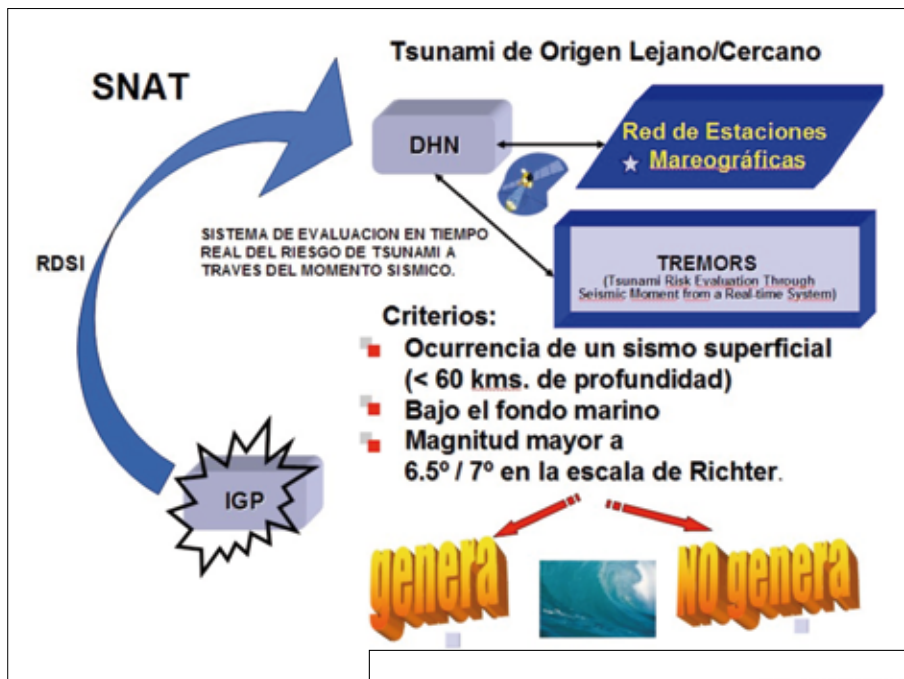 Tsunami de Origen Lejano/Cercano
SNAT
DHN
Red de Estaciones
Mareográficas
SISTEMA DE EVALUACION EN TIEMPO
REAL DEL RIESGO DE TSUNAMI A
TRAVES DEL MOMENTO SISMICO.
RDSI
TREMORS
(Tsunami Risk Evaluation Through
Seismic Moment from a Real-time System)
Criterios:
Ocurrencia de un sismo superficial
(< 60 kms. de profundidad)
Bajo el fondo marino
Magnitud mayor a
6.5º / 7º en la escala de Richter.
IGP
genera
NO genera